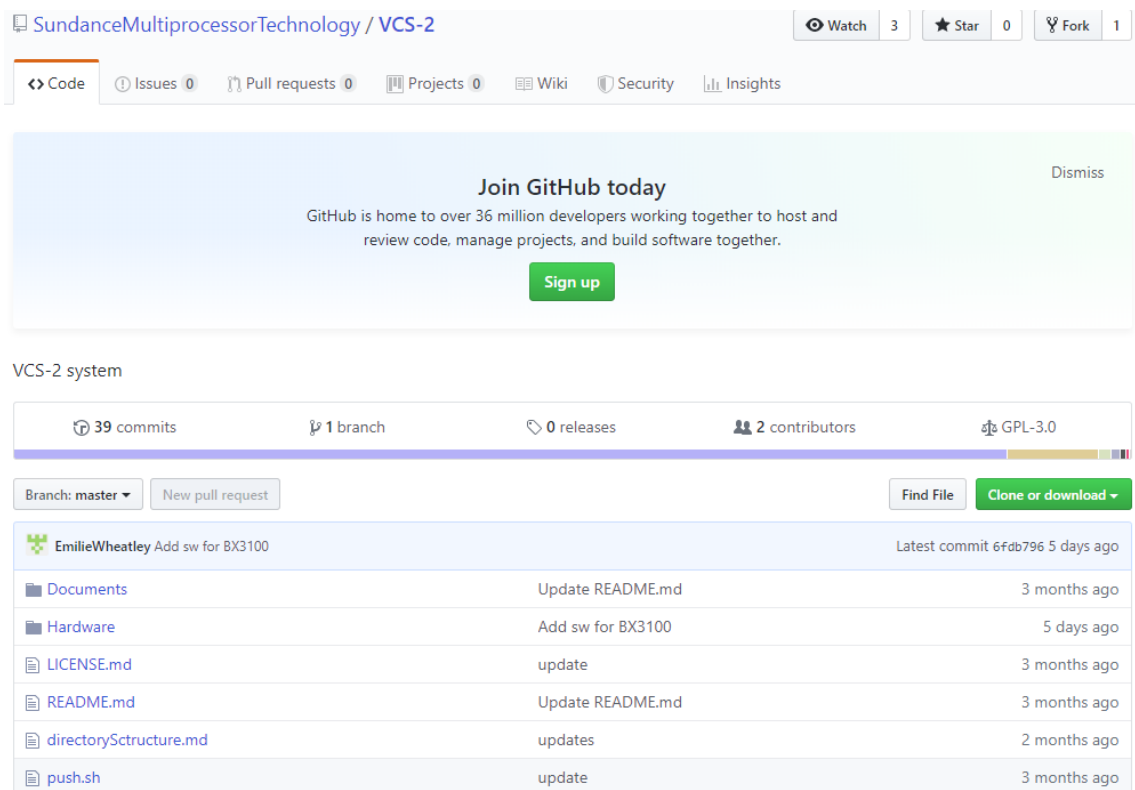 SundanceMultiprocessorTechnology / VCS-2
Watch 3 Star 0 Fork 1
Code Issues 0 Pull requests 0 Projects 0 Wiki Security Insights
Dismiss
Join GitHub today
GitHub is home to over 36 million developers working together to host and
review code, manage projects, and build software together.
Sign up
VCS-2 system
39 commits 1 branch 0 releases 2 contributors GPL-3.0
Branch: master New pull request Find File Clone or download
EmilieWheatley Add sw for BX3100 Latest commit 6fdb796 5 days ago
Documents Update README.md 3 months ago
Hardware Add sw for BX3100 5 days ago
LICENSE.md update 3 months ago
README.md Update README.md 3 months ago
directorySctructure.md updates 2 months ago
push.sh update 3 months ago